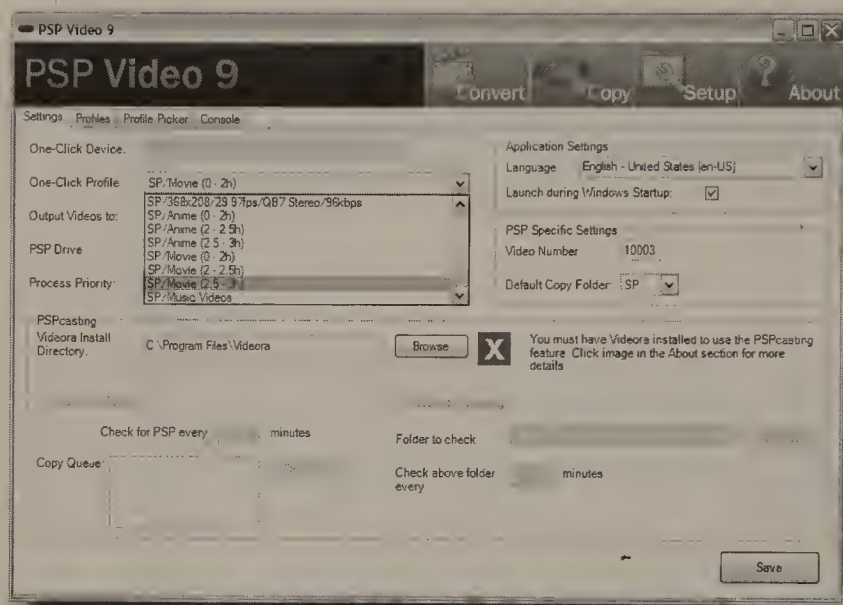 PSP Video 9
PSP Video 9
Convert
Copy
Setup
About
Settings Profiles Profile Picker Console
One-Click Device:
One-Click Profile
SP/Movie (0 - 2h)
SP/368x208/29.97fps/QB7 Stereo/96kbps
SP/Anime (0 - 2h)
SP/Anime (2 - 2.5h)
SP/Anime (2.5 - 3h)
SP/Movie (0 - 2h)
SP/Movie (2 - 2.5h)
SP/Movie (2.5 - 3h)
SP/Music Videos
Output Videos to:
PSP Drive
Process Priority:
Application Settings
Language English - United States [en-US]
Launch during Windows Startup:
PSP Specific Settings
Video Number 10003
Default Copy Folder SP
PSPcasting
Videora Install
Directory.
C:\Program Files\Videora
Browse
X
You must have Videora installed to use the PSPcasting
feature Click image in the About section for more
details
Check for PSP every minutes
Copy Queue:
Folder to check
Check above folder
every
minutes
Save